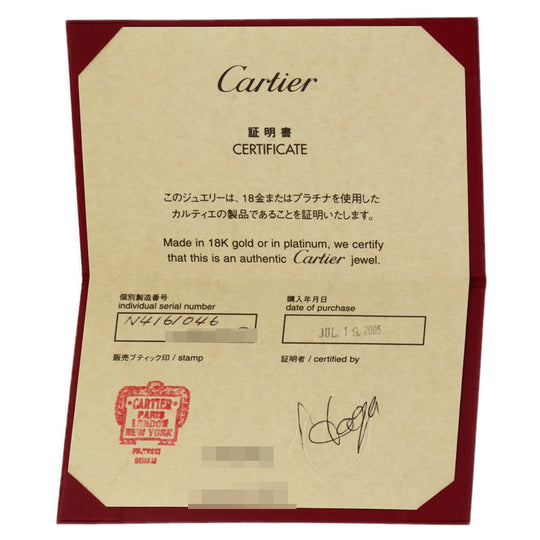 Cartier
証明書
CERTIFICATE
このジュエリーは、18金またはプラチナを使用した
カルティエの製品であることを証明いたします。
Made in 18K gold or in platinum, we certify
that this is an authentic Cartier jewel.
個別製造番号
individual serial number
N4161046
購入年月日
date of purchase
JUL. 19. 2005
販売ブティック印 / stamp
証明者 / certified by
CARTIER
PARIS
LONDON
NEW YORK